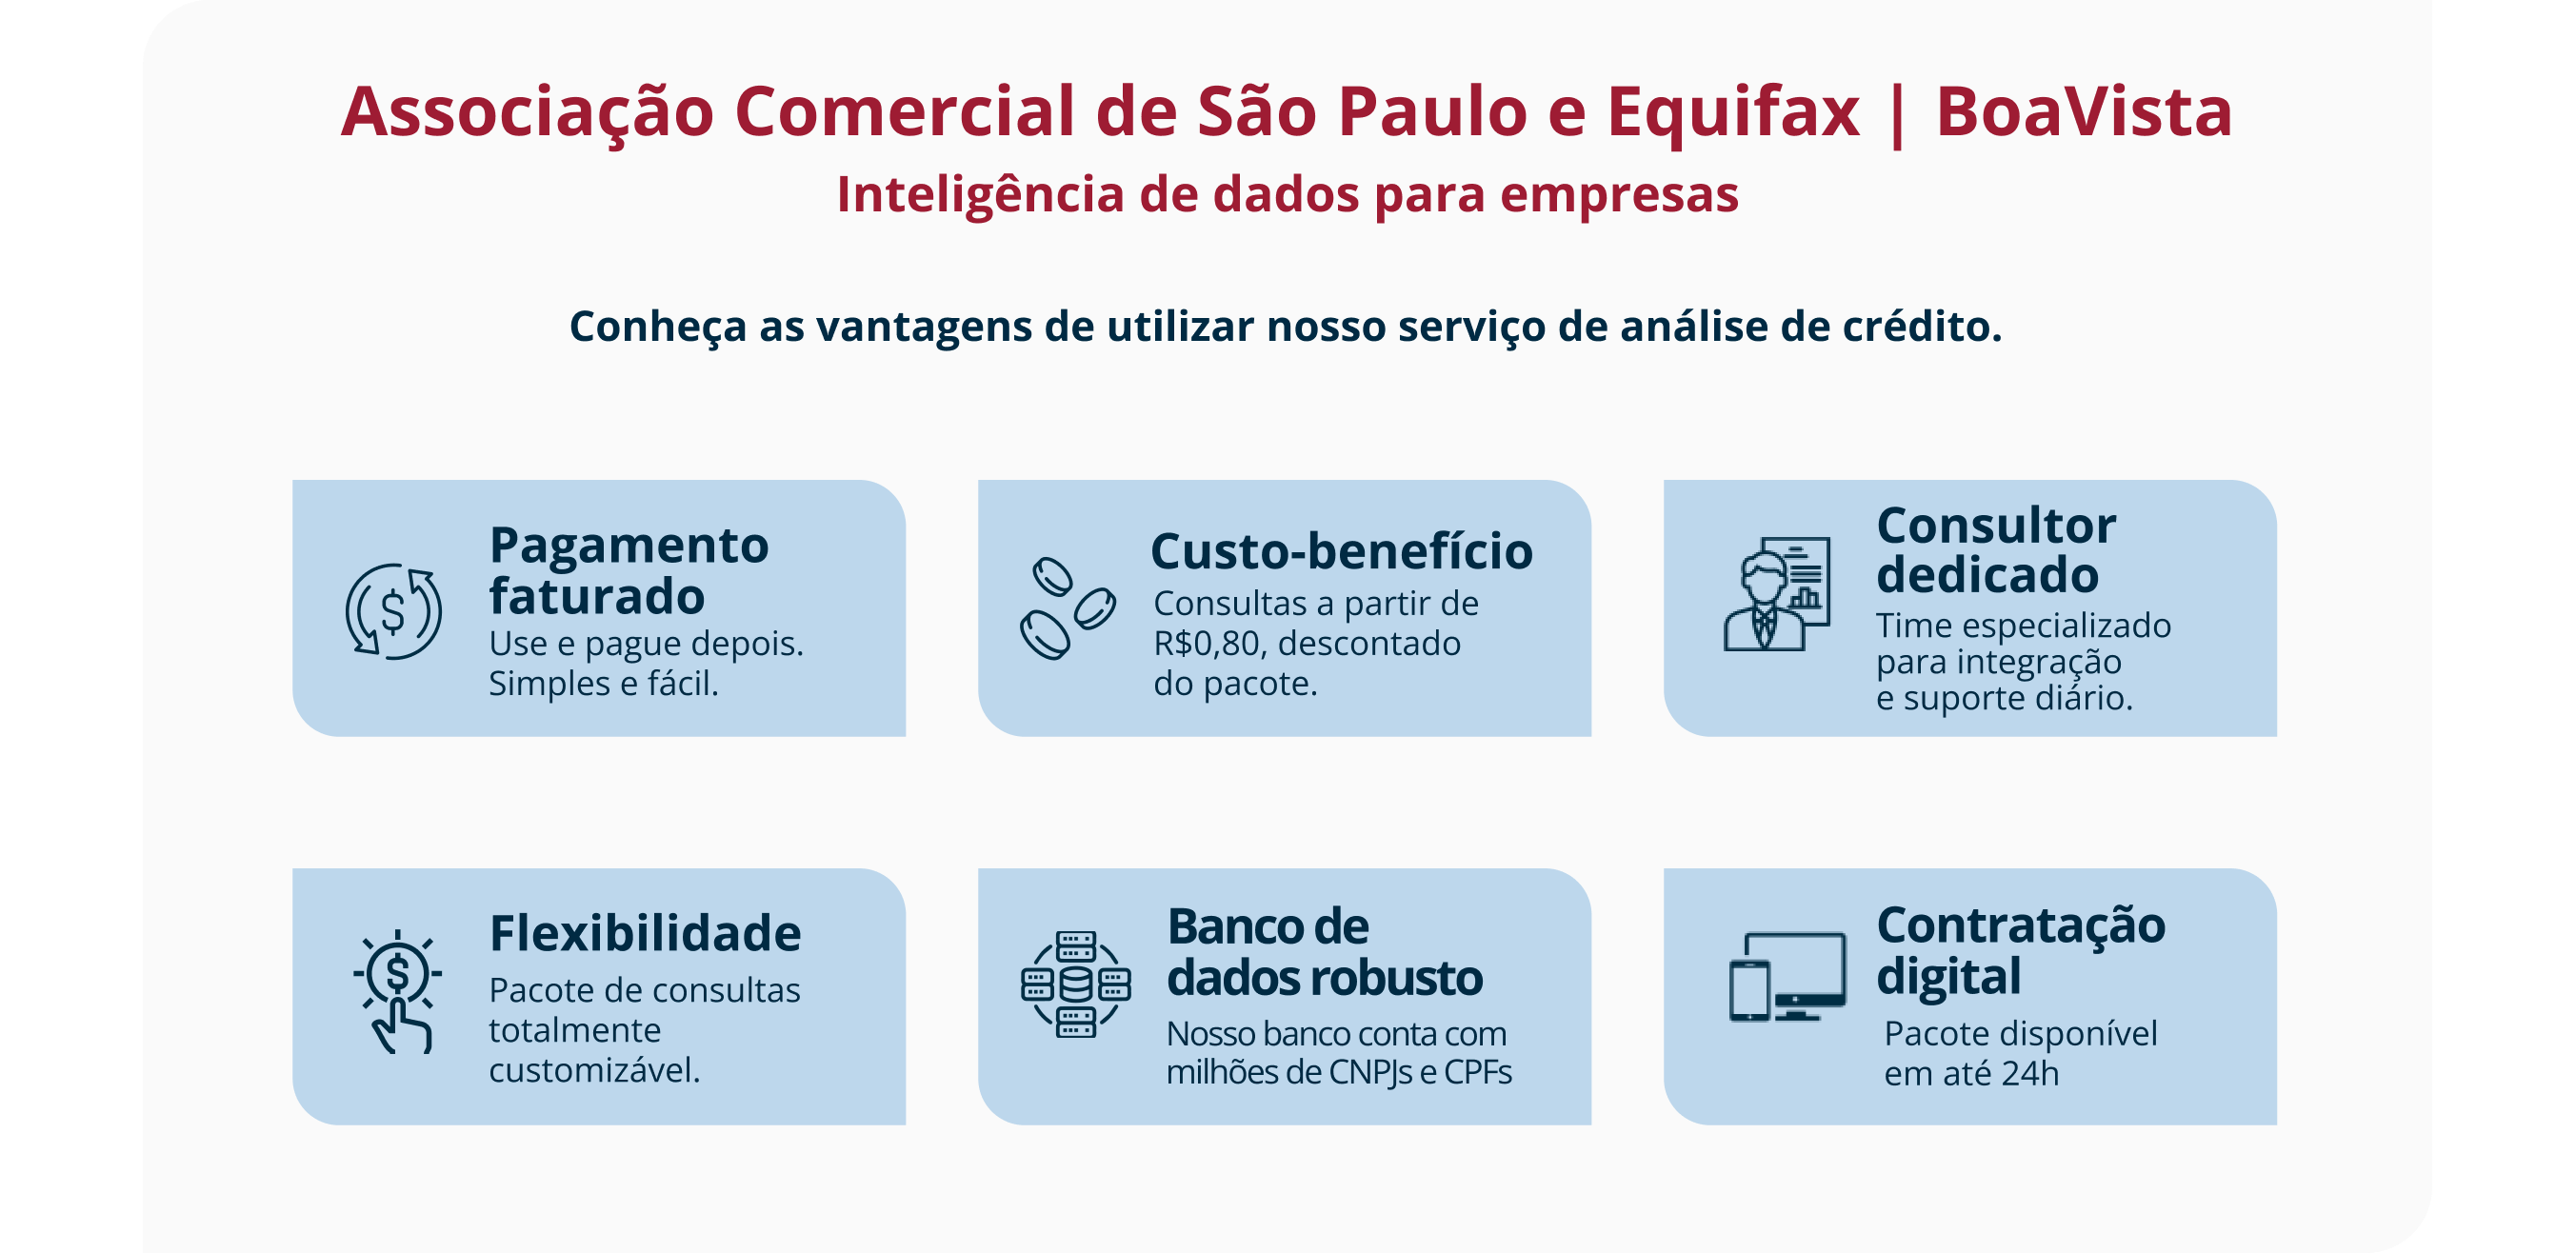 Associação Comercial de São Paulo e Equifax | BoaVista
Inteligência de dados para empresas
Conheça as vantagens de utilizar nosso serviço de análise de crédito.
Pagamento
faturado
Use e pague depois.
Simples e fácil.
Custo-benefício
Consultas a partir de
R$0,80, descontado
do pacote.
Consultor
dedicado
Time especializado
para integração
e suporte diário.
Flexibilidade
Pacote de consultas
totalmente
customizável.
Banco de
dados robusto
Nosso banco conta com
milhões de CNPJs e CPFs
Contratação
digital
Pacote disponível
em até 24h